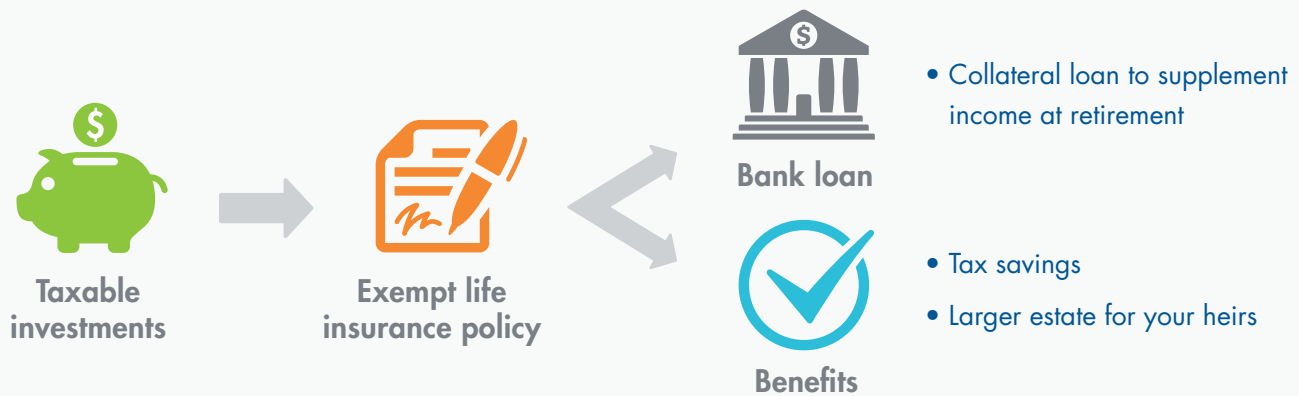 $
Taxable
investments
$
Exempt life
insurance policy
$
Bank loan
• Collateral loan to supplement
income at retirement
Benefits
• Tax savings
• Larger estate for your heirs